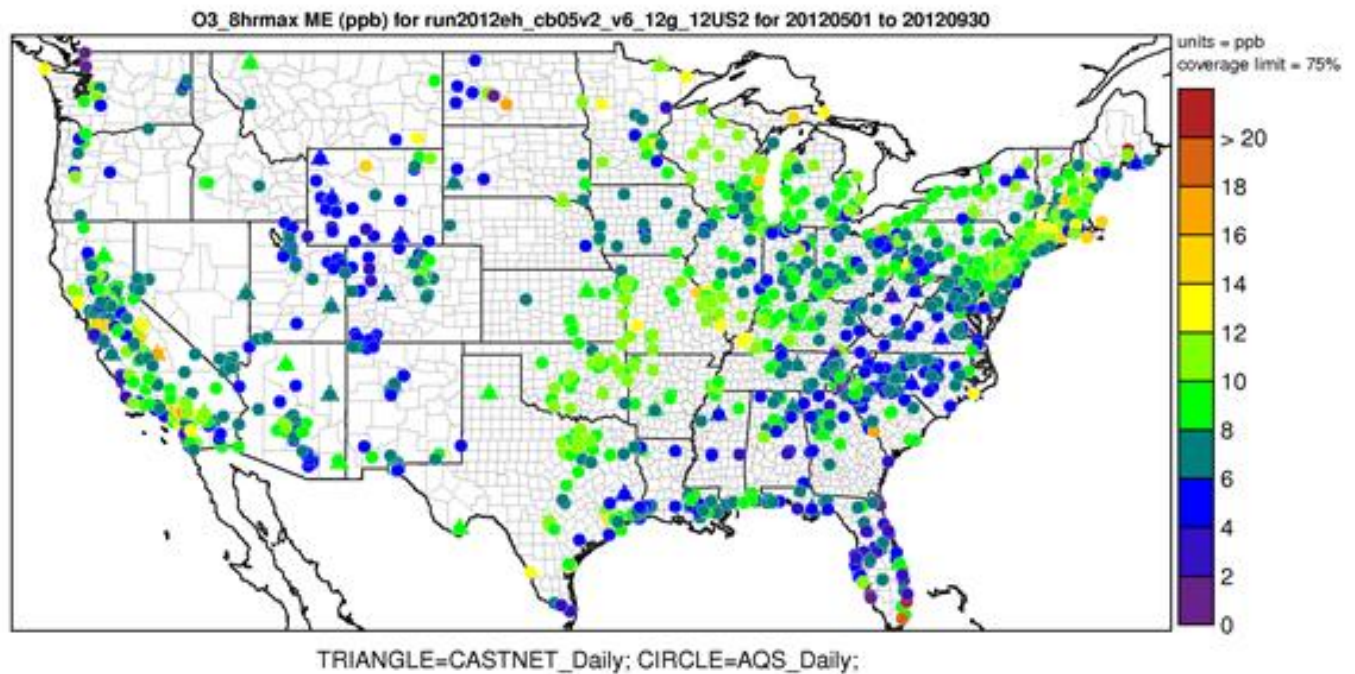 O3_8hrmax ME (ppb) for run2012eh_cb05v2_v6_12g_12US2 for 20120501 to 20120930
units = ppb
coverage limit = 75%
> 20
18
16
14
12
10
8
6
4
2
0
TRIANGLE=CASTNET_Daily; CIRCLE=AQS_Daily;